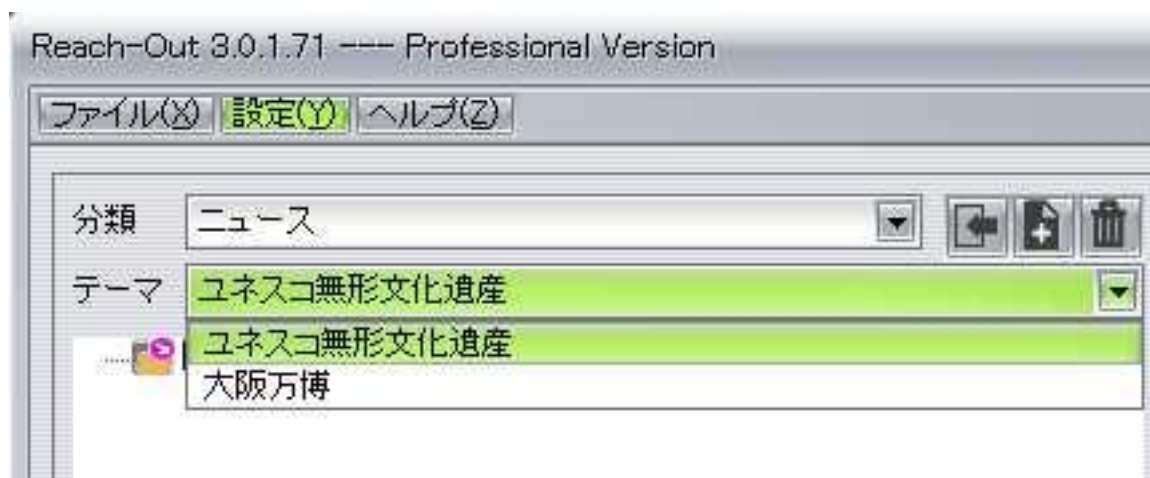 Reach-Out 3.0.1.71 --- Professional Version
ファイル(X) 設定(Y) ヘルプ(Z)
分類 ニュース
テーマ ユネスコ無形文化遺産
ユネスコ無形文化遺産
大阪万博